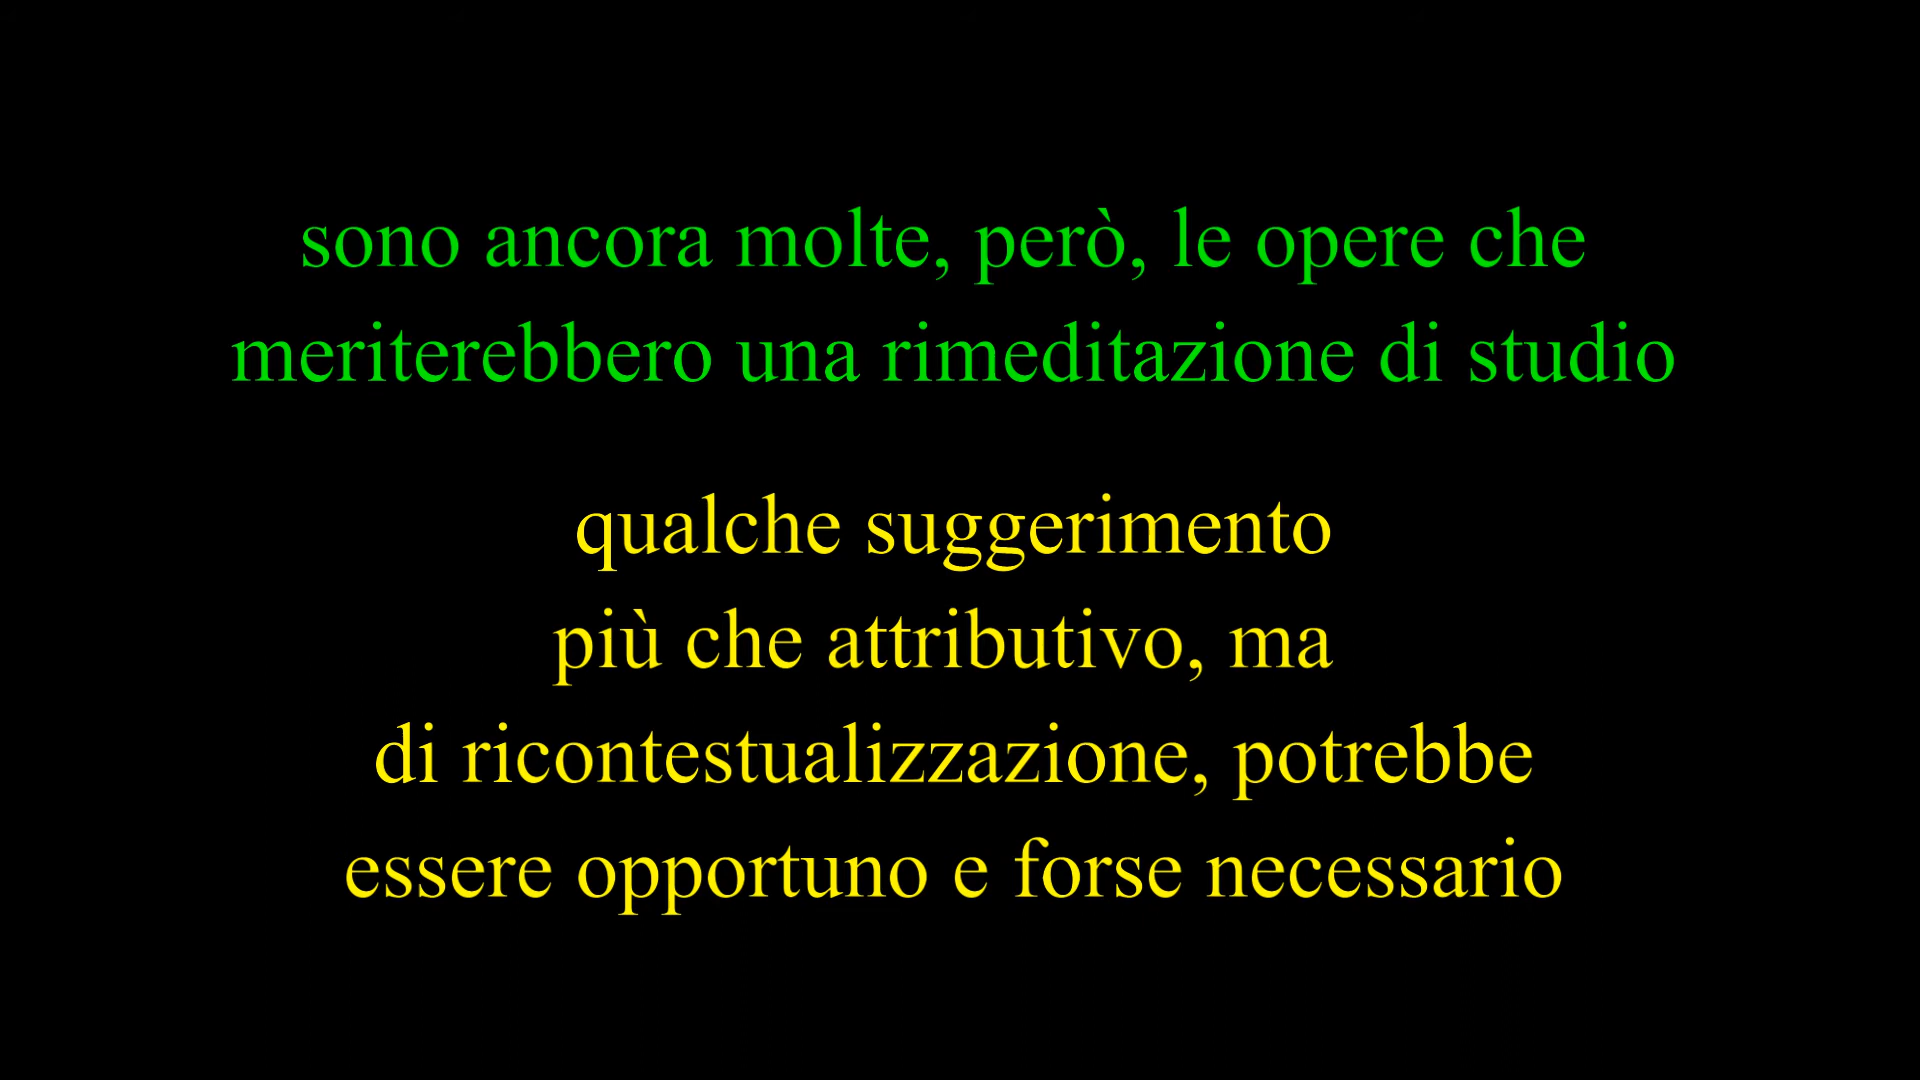 sono ancora molte, però, le opere che
meriterebbero una rimeditazione di studio
qualche suggerimento
più che attributivo, ma
di ricontestualizzazione, potrebbe
essere opportuno e forse necessario